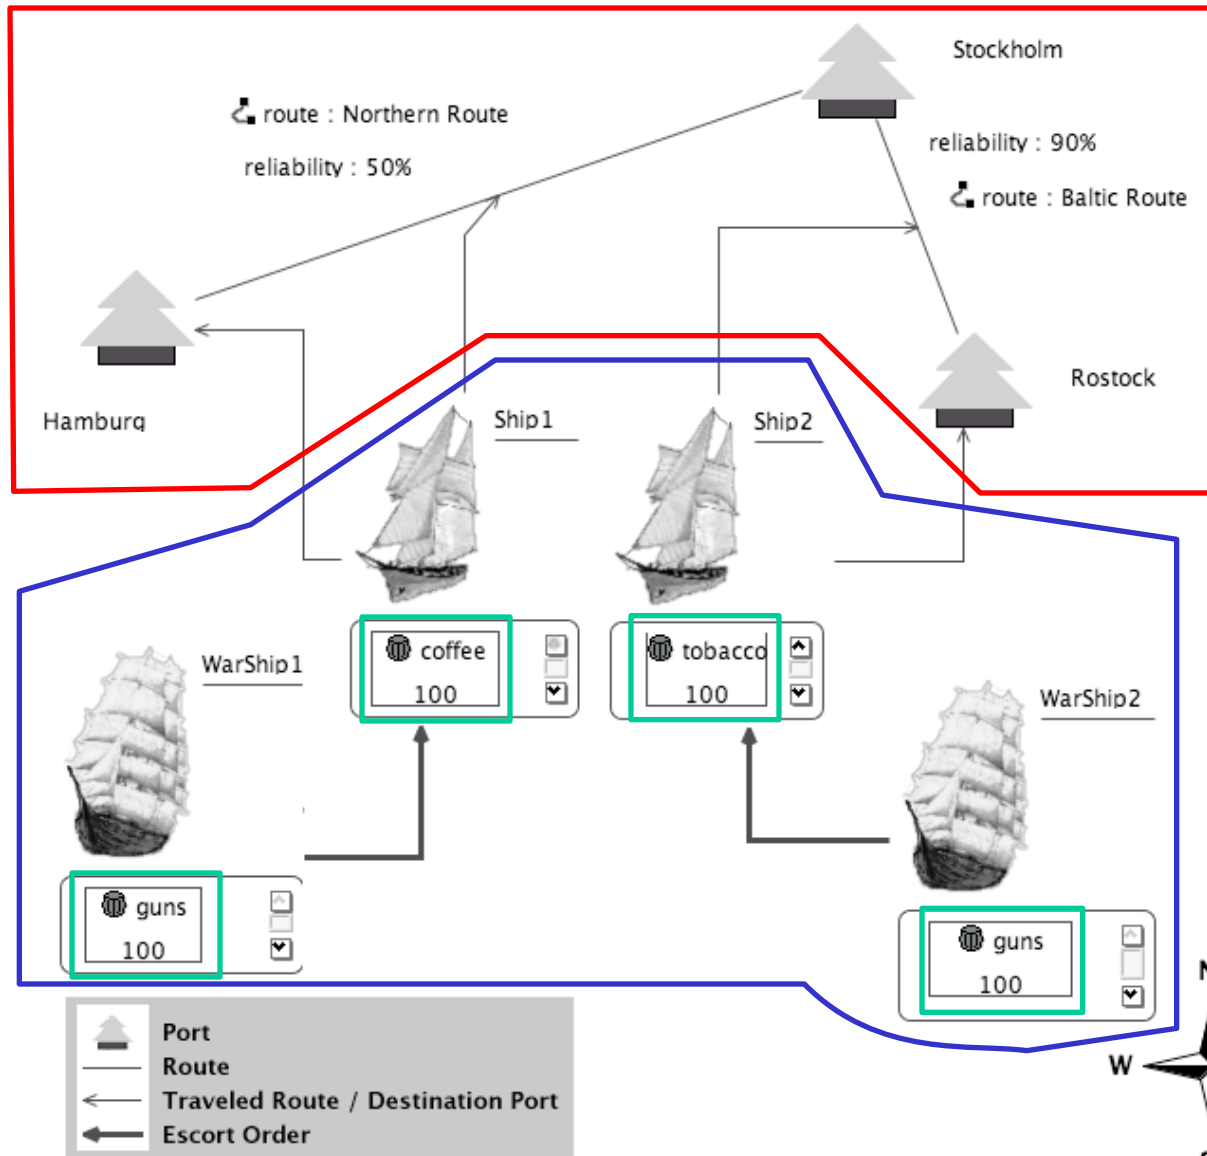 Stockholm
route : Northern Route
reliability : 50%
reliability : 90%
route : Baltic Route
Hamburg
Rostock
Ship1
Ship2
coffee
100
tobacco
100
WarShip1
WarShip2
guns
100
guns
100
Port
Route
Traveled Route / Destination Port
Escort Order
W